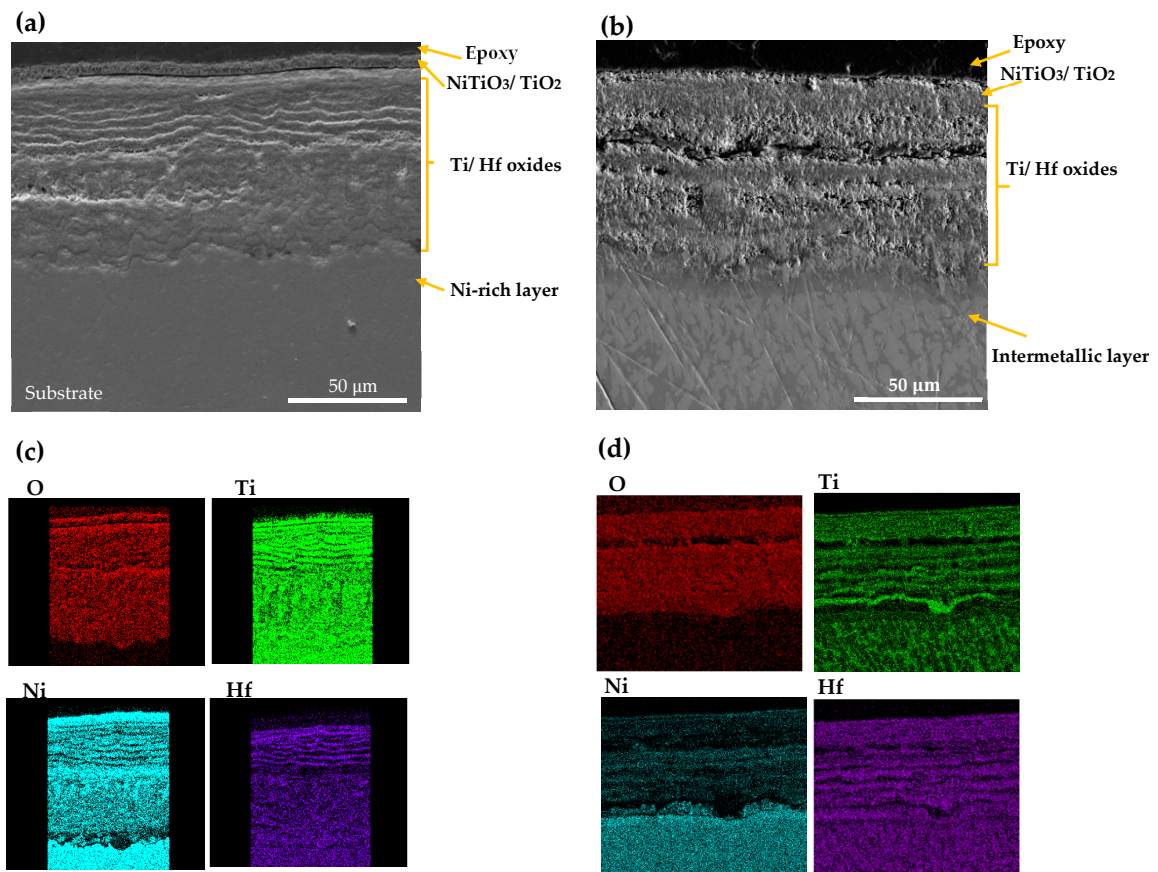 (a)
Epoxy
NiTiO3/ TiO2
Ti/ Hf oxides
Ni-rich layer
Substrate
50 μm
(b)
Epoxy
NiTiO3/ TiO2
Ti/ Hf oxides
Intermetallic layer
50 μm
(c)
O
Ti
Ni
Hf
(d)
O
Ti
Ni
Hf